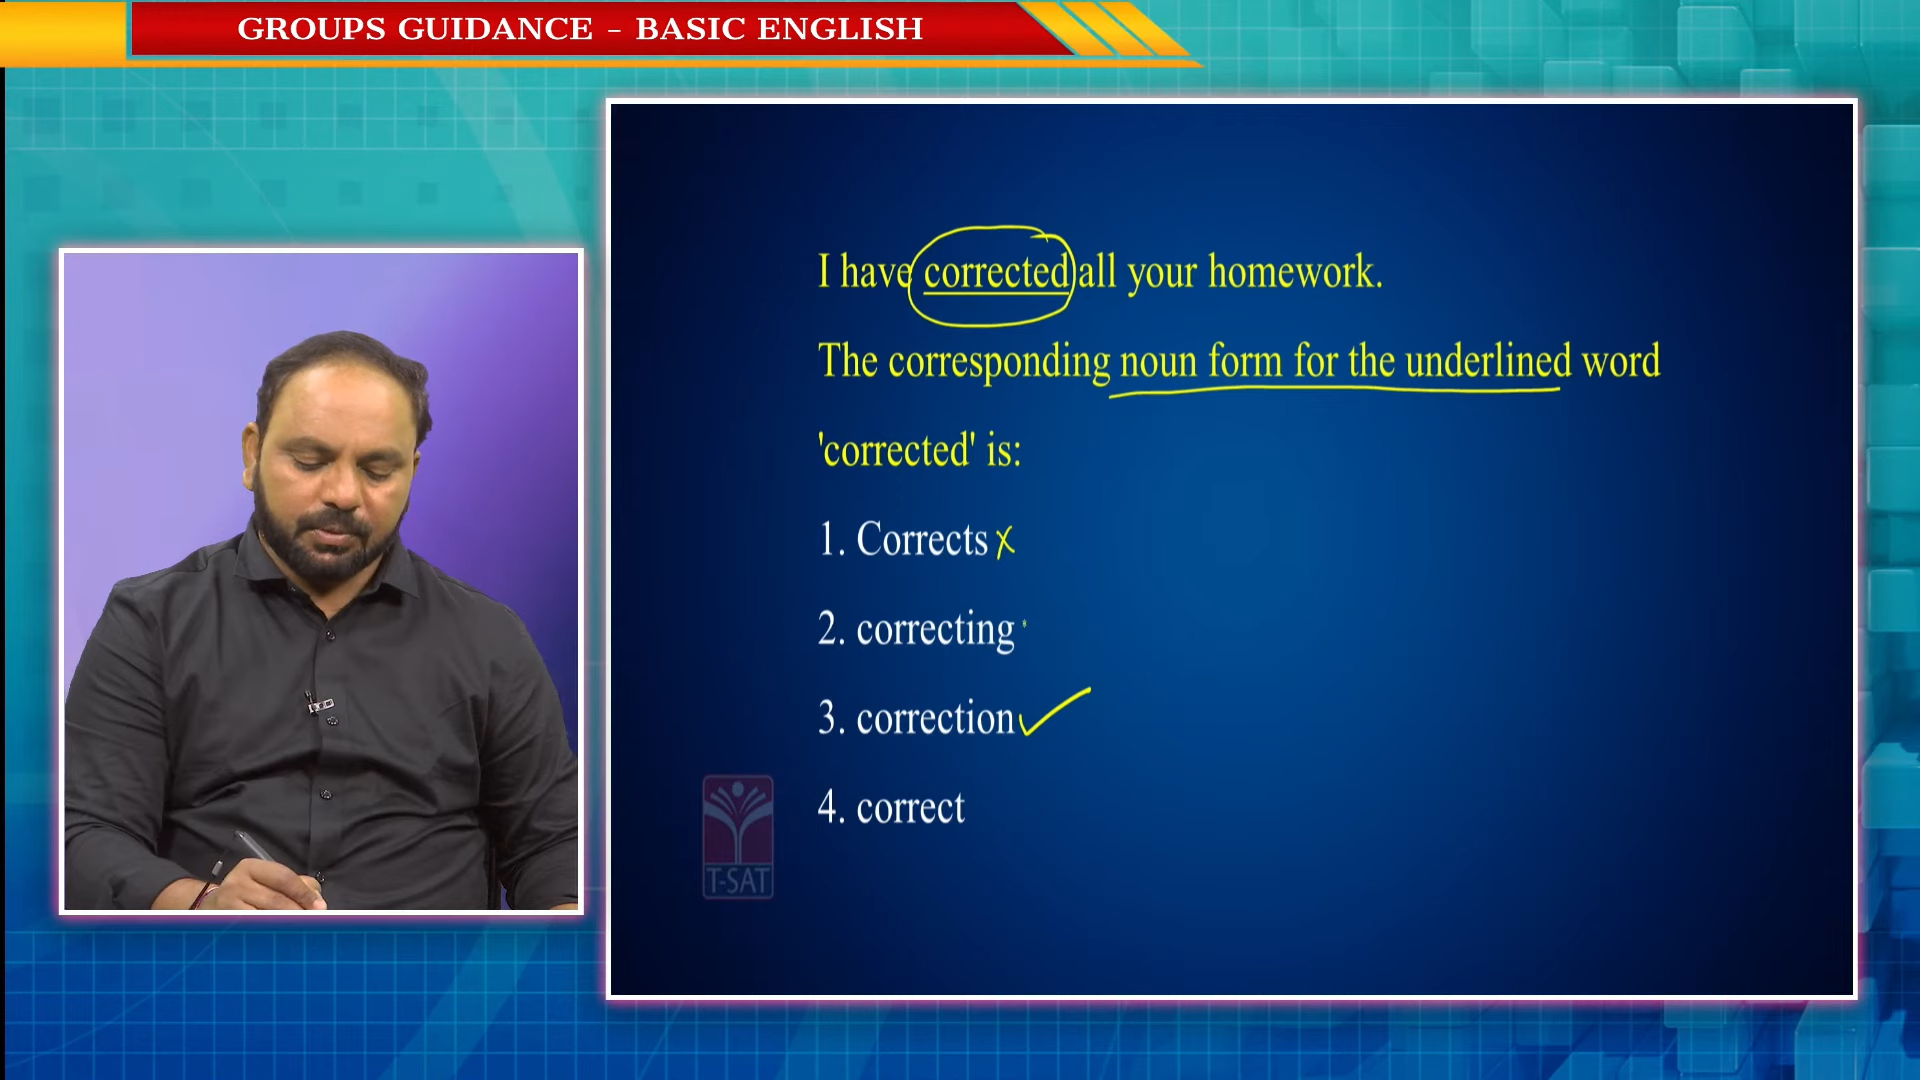 GROUPS GUIDANCE - BASIC ENGLISH
I have corrected all your homework.
The corresponding noun form for the underlined word
'corrected' is:
1. Corrects x
2. correcting
3. correction
4. correct
T-SAT